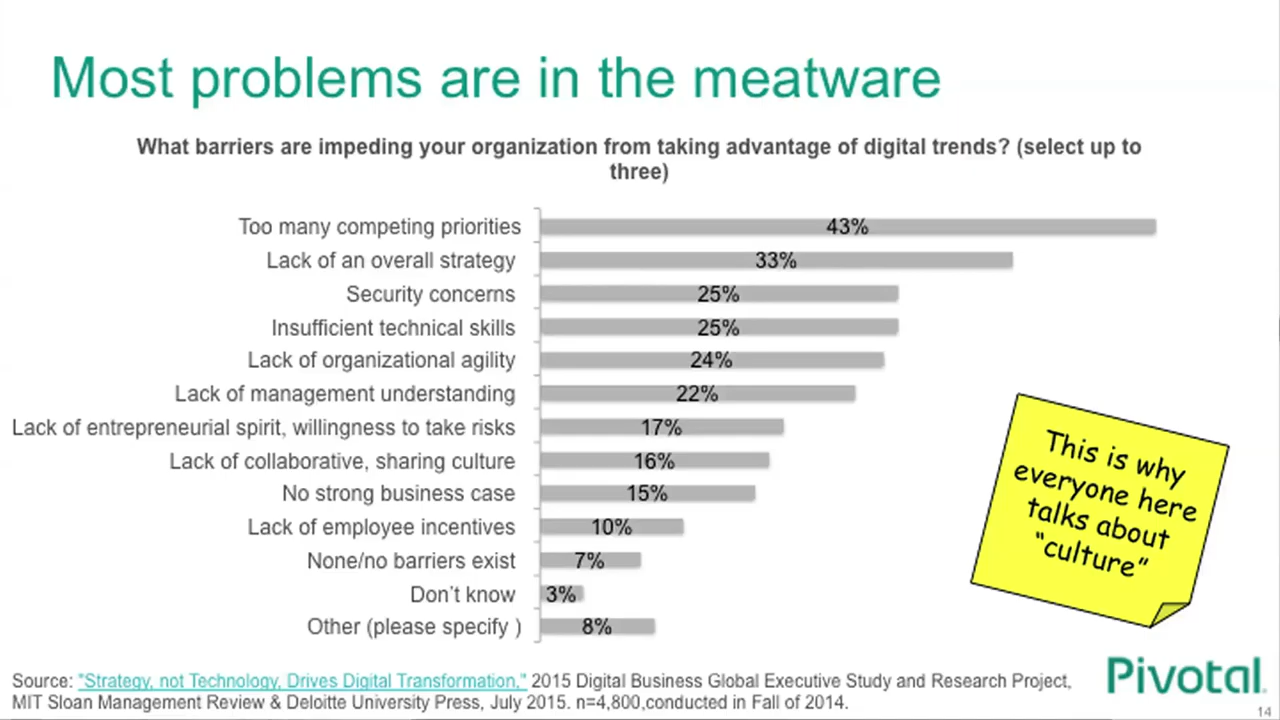 Most problems are in the meatware
What barriers are impeding your organization from taking advantage of digital trends? (select up to
three)
Too many competing priorities 43%
Lack of an overall strategy 33%
Security concerns 25%
Insufficient technical skills 25%
Lack of organizational agility 24%
Lack of management understanding 22%
Lack of entrepreneurial spirit, willingness to take risks 17%
Lack of collaborative, sharing culture 16%
No strong business case 15%
Lack of employee incentives 10%
None/no barriers exist 7%
Don’t know 3%
Other (please specify ) 8%
This is why
everyone here
talks about
“culture”
Source: "Strategy, not Technology, Drives Digital Transformation," 2015 Digital Business Global Executive Study and Research Project,
MIT Sloan Management Review & Deloitte University Press, July 2015. n=4,800,conducted in Fall of 2014.
Pivotal.
14